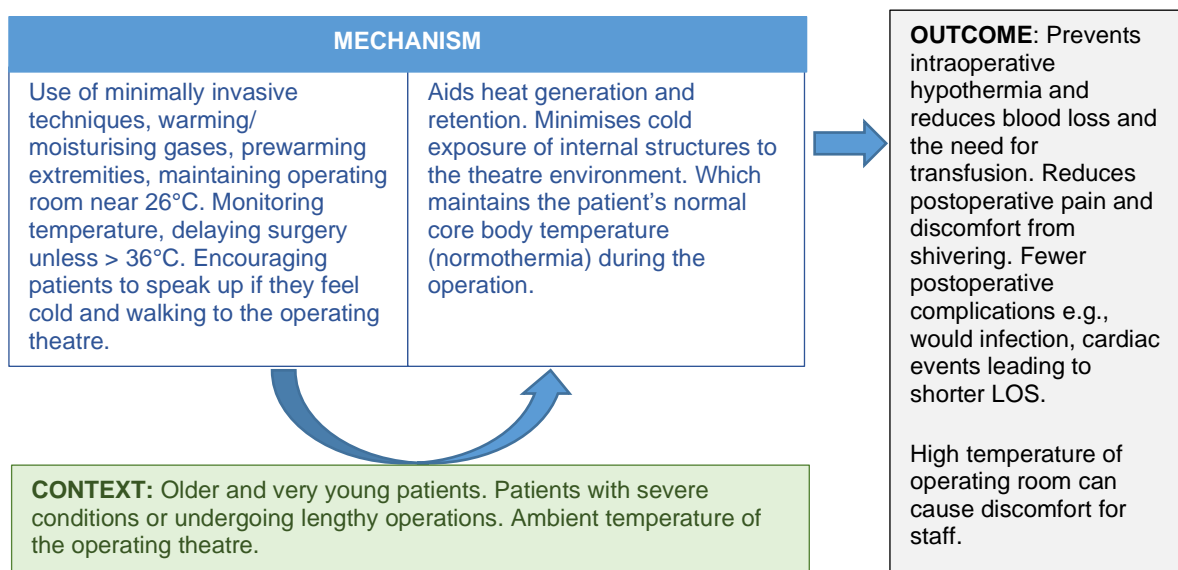 MECHANISM
Use of minimally invasive
techniques, warming/
moisturising gases, prewarming
extremities, maintaining operating
room near 26°C. Monitoring
temperature, delaying surgery
unless > 36°C. Encouraging
patients to speak up if they feel
cold and walking to the operating
theatre.
Aids heat generation and
retention. Minimises cold
exposure of internal structures to
the theatre environment. Which
maintains the patient's normal
core body temperature
(normothermia) during the
operation.
CONTEXT: Older and very young patients. Patients with severe
conditions or undergoing lengthy operations. Ambient temperature of
the operating theatre.
OUTCOME: Prevents
intraoperative
hypothermia and
reduces blood loss and
the need for
transfusion. Reduces
postoperative pain and
discomfort from
shivering. Fewer
postoperative
complications e.g.,
would infection, cardiac
events leading to
shorter LOS.
High temperature of
operating room can
cause discomfort for
staff.